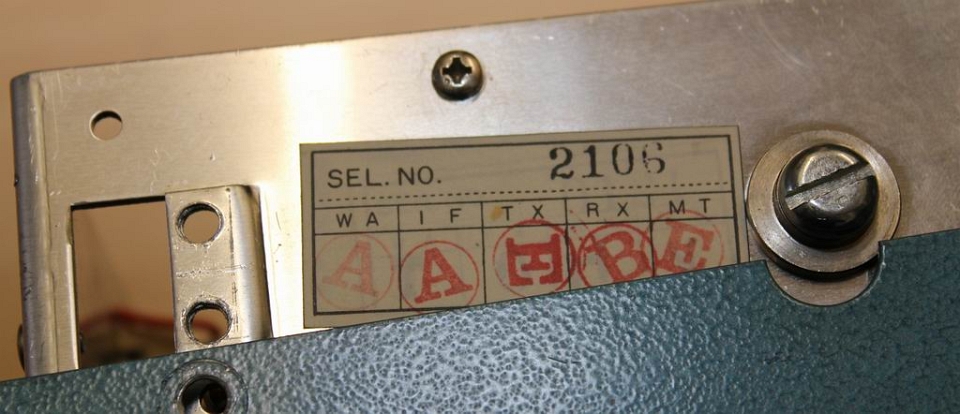 SEL. NO. 2106
WA IF TX RX MT
A A E B E